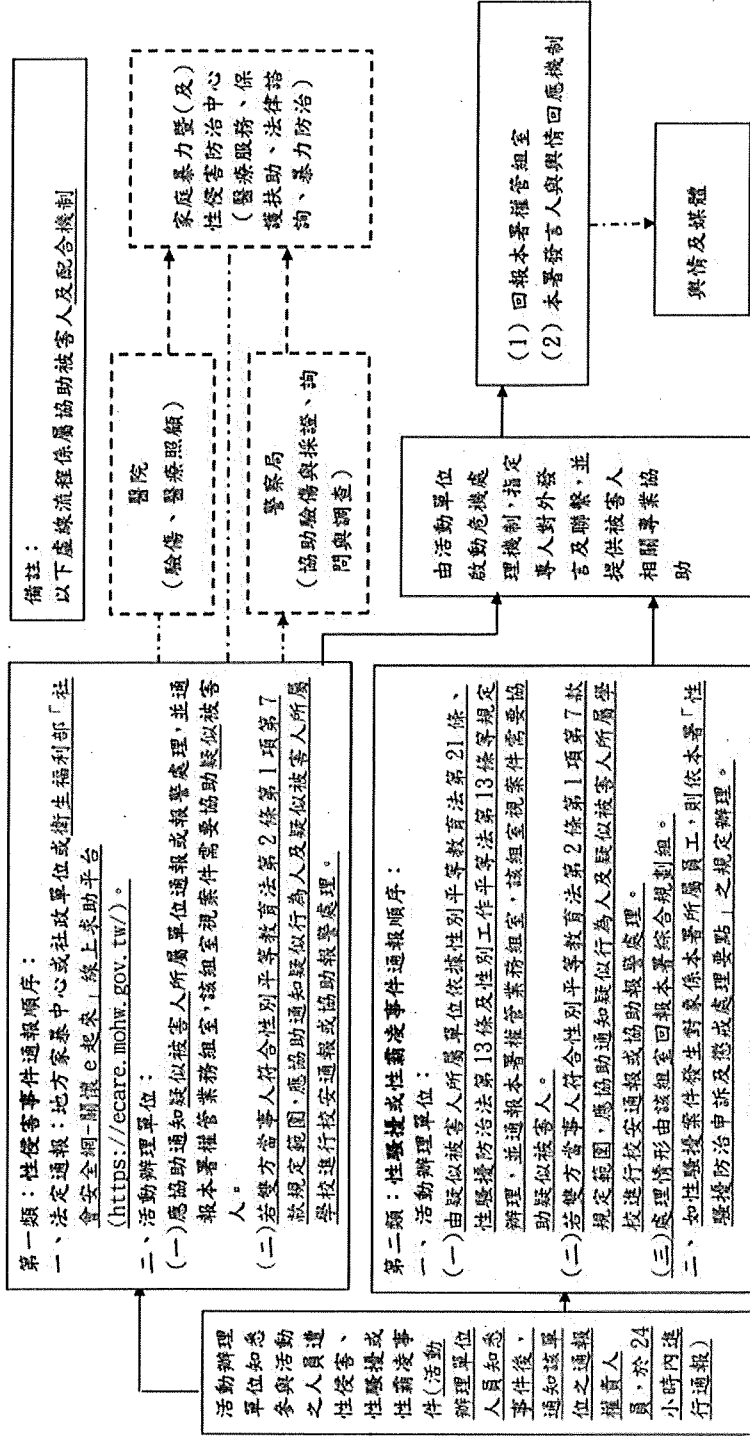 活動辦理
單位知悉
參與活動
之人員遭
性侵害、
性騷擾或
性霸凌事
件(活動
辦理單位
人員知悉
事件後，
通知該單
位之通報
權責人
員，於 24
小時內進
行通報)
第一類：性侵害事件通報順序：
一、法定通報：地方家暴中心或社政單位或衛生福利部「社
會安全網-關懷 e 起來」線上求助平台
(https://ecare.mohw.gov.tw/)。
二、活動辦理單位：
(一)應協助通知疑似被害人所屬單位通報或報警處理，並通
報本署權管業務組室，該組室視案件需要協助疑似被害
人。
(二)若雙方當事人符合性別平等教育法第 2 條第 1 項第 7
款規定範圍，應協助通知疑似行為人及疑似被害人所屬
學校進行校安通報或協助報警處理。
第二類：性騷擾或性霸凌事件通報順序：
一、活動辦理單位：
(一)由疑似被害人所屬單位依據性別平等教育法第 21 條、
性騷擾防治法第 13 條及性別工作平等法第 13 條等規定
辦理，並通報本署權管業務組室，該組室視案件需要協
助疑似被害人。
(二)若雙方當事人符合性別平等教育法第 2 條第 1 項第 7 款
規定範圍，應協助通知疑似行為人及疑似被害人所屬學
校進行校安通報或協助報警處理。
(三)處理情形由該組室回報本署綜合規劃組。
二、如性騷擾案件發生對象係本署所屬員工，則依本署「性
騷擾防治申訴及懲戒處理要點」之規定辦理。
備註：
以下虛線流程係屬協助被害人及配合機制
醫院
(驗傷、醫療照顧)
警察局
(協助驗傷與採證、詢
問與調查)
家庭暴力暨(及)
性侵害防治中心
(醫療服務、保
護扶助、法律諮
詢、暴力防治)
由活動單位
啟動危機處
理機制，指定
專人對外發
言及聯繫，並
提供被害人
相關專業協
助
(1) 回報本署權管組室
(2) 本署發言人與輿情回應機制
輿情及媒體